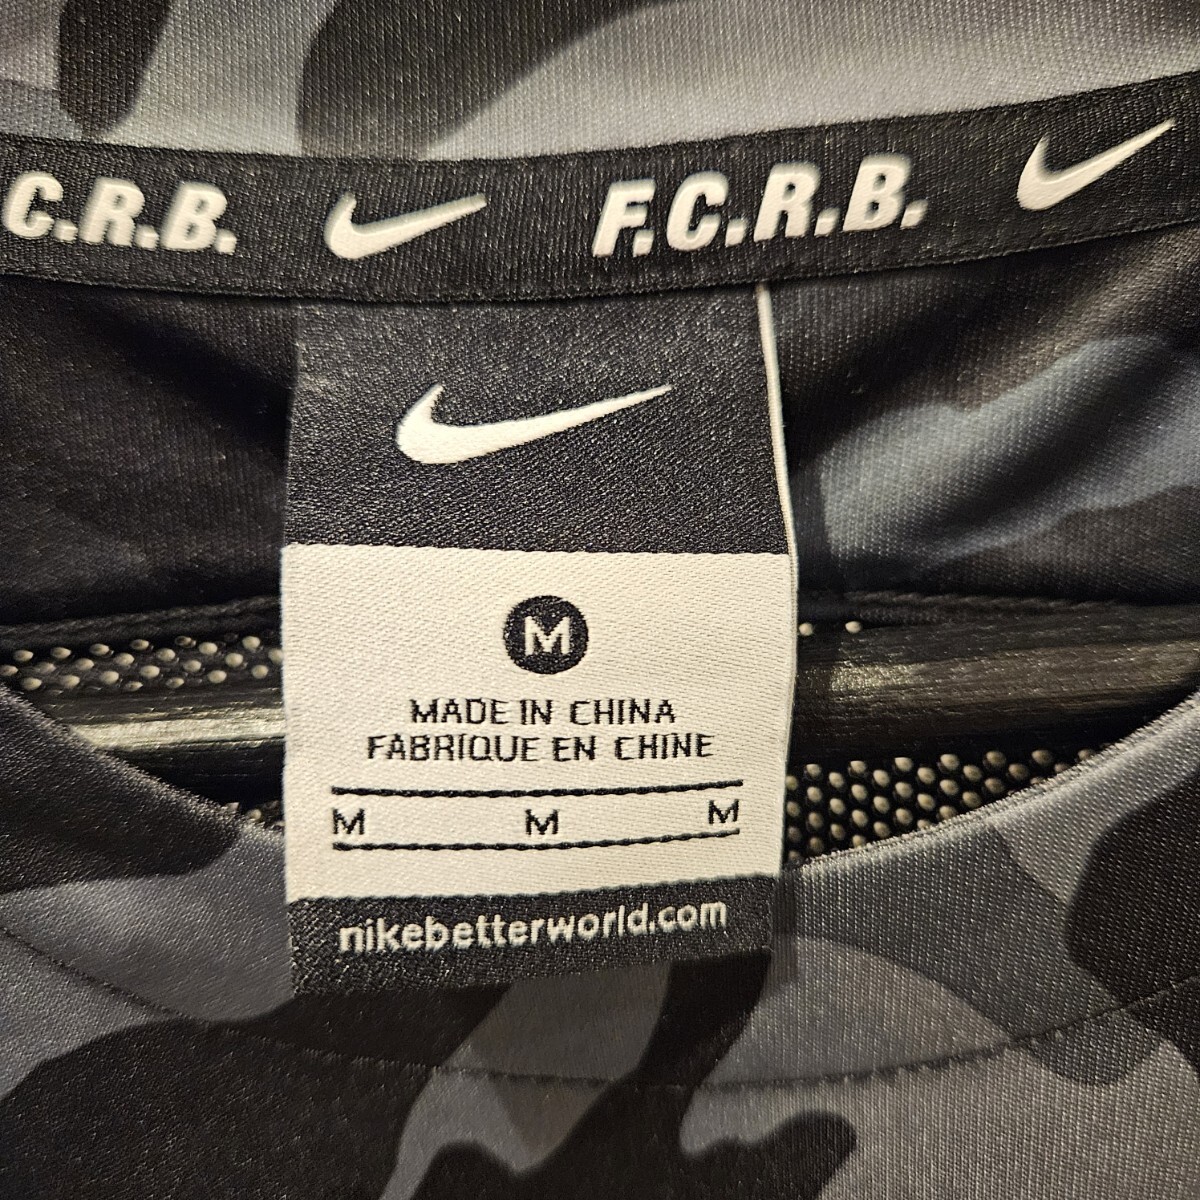 C.R.B. F.C.R.B.
M
MADE IN CHINA
FABRIQUE EN CHINE
M M M
nikebetterworld.com